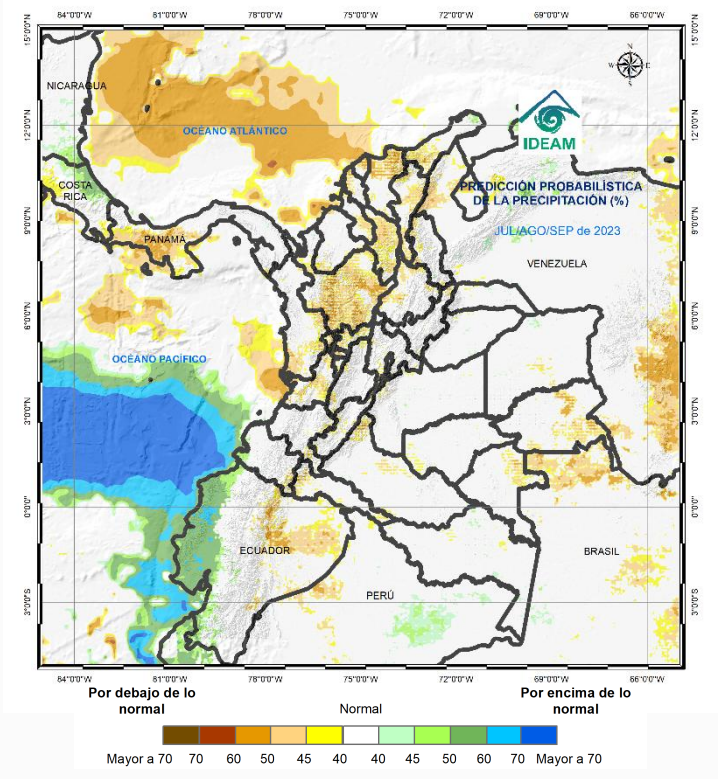 84°0'0"W 81°0'0"W 78°0'0"W 75°0'0"W 72°0'0"W 69°0'0"W 66°0'0"W
15°0'0"N 15°0'0"N
N
W E
S
NICARAGUA
12°0'0"N OCÉANO ATLÁNTICO 12°0'0"N
IDEAM
COSTA
RICA
PREDICCIÓN PROBABILÍSTICA
DE LA PRECIPITACIÓN (%)
9°0'0"N 9°0'0"N
JUL/AGO/SEP de 2023
PANAMÁ
VENEZUELA
6°0'0"N 6°0'0"N
OCÉANO PACÍFICO
3°0'0"N 3°0'0"N
0°0'0" 0°0'0"
ECUADOR BRASIL
PERÚ
3°0'0"S 3°0'0"S
84°0'0"W 81°0'0"W 78°0'0"W 75°0'0"W 72°0'0"W 69°0'0"W 66°0'0"W
Por debajo de lo
normal
Normal
Por encima de lo
normal
Mayor a 70 70 60 50 45 40 40 45 50 60 70 Mayor a 70